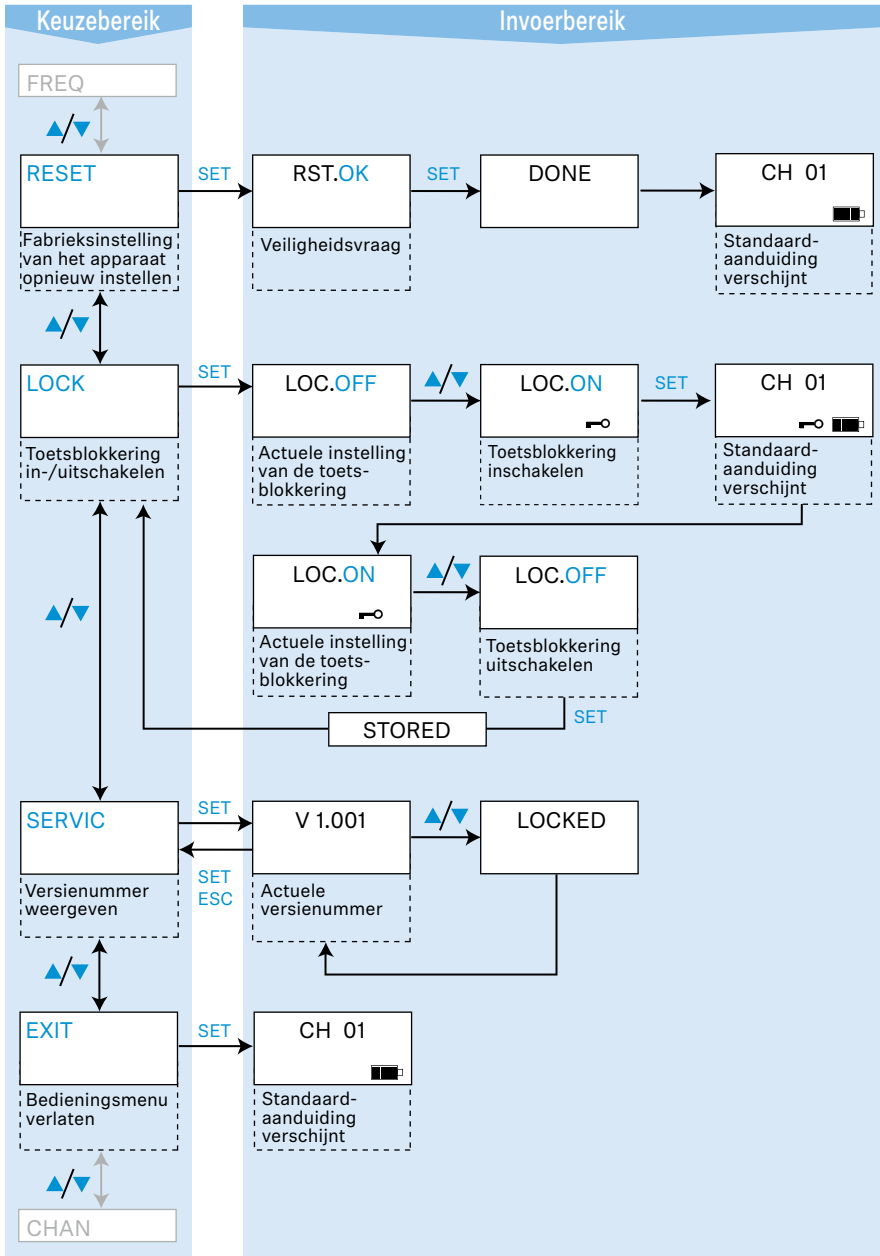 Keuzebereik
Invoerbereik
FREQ
▲/▼
RESET
SET
RST.OK
SET
DONE
CH 01
Fabrieksinstelling
van het apparaat
opnieuw instellen
Veiligheidsvraag
Standaard-
aanduiding
verschijnt
▲/▼
LOCK
SET
LOC.OFF
▲/▼
LOC.ON
SET
CH 01
Toetsblokkering
in-/uitschakelen
Actuele instelling
van de toets-
blokkering
Toetsblokkering
inschakelen
Standaard-
aanduiding
verschijnt
▲/▼
LOC.ON
▲/▼
LOC.OFF
Actuele instelling
van de toets-
blokkering
Toetsblokkering
uitschakelen
SET
STORED
SERVIC
SET
V 1.001
▲/▼
LOCKED
SET
ESC
Versienummer
weergeven
Actuele
versienummer
▲/▼
EXIT
SET
CH 01
Bedieningsmenu
verlaten
Standaard-
aanduiding
verschijnt
▲/▼
CHAN